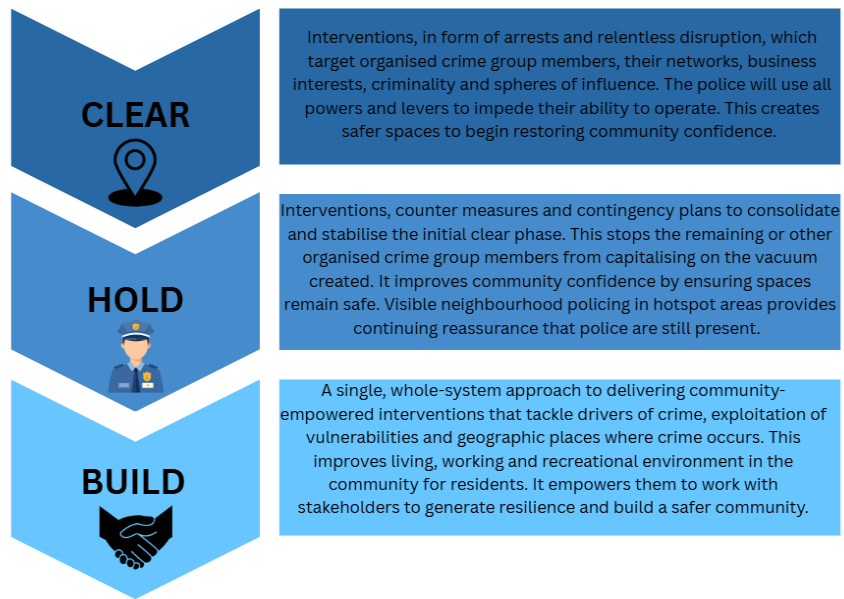 CLEAR
Interventions, in form of arrests and relentless disruption, which
target organised crime group members, their networks, business
interests, criminality and spheres of influence. The police will use all
powers and levers to impede their ability to operate. This creates
safer spaces to begin restoring community confidence.
HOLD
Interventions, counter measures and contingency plans to consolidate
and stabilise the initial clear phase. This stops the remaining or other
organised crime group members from capitalising on the vacuum
created. It improves community confidence by ensuring spaces
remain safe. Visible neighbourhood policing in hotspot areas provides
continuing reassurance that police are still present.
BUILD
A single, whole-system approach to delivering community-
empowered interventions that tackle drivers of crime, exploitation of
vulnerabilities and geographic places where crime occurs. This
improves living, working and recreational environment in the
community for residents. It empowers them to work with
stakeholders to generate resilience and build a safer community.